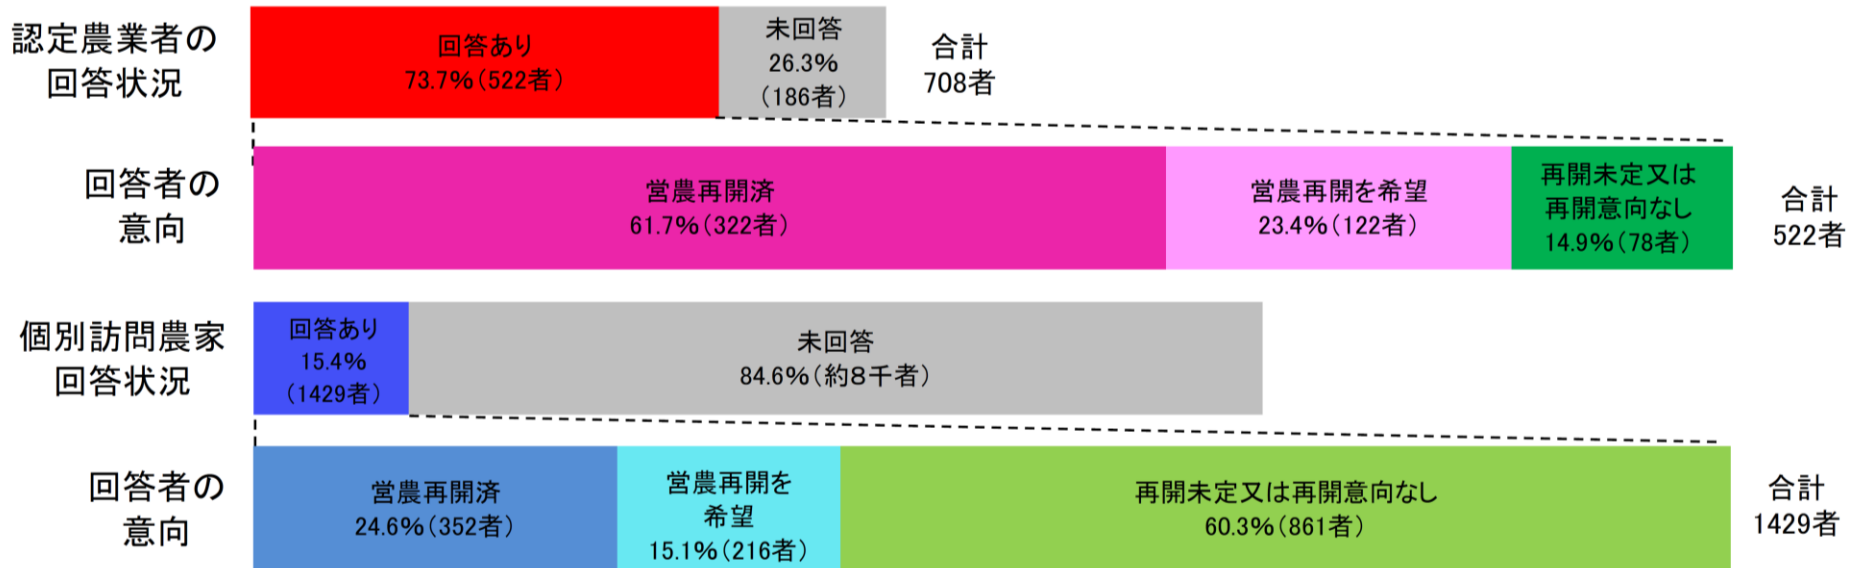 認定農業者の
回答状況
回答あり
73.7%(522者)
未回答
26.3%
(186者)
合計
708者
回答者の
意向
営農再開済
61.7%(322者)
営農再開を希望
23.4%(122者)
再開未定又は
再開意向なし
14.9%(78者)
合計
522者
個別訪問農家
回答状況
回答あり
15.4%
(1429者)
未回答
84.6%(約8千者)
回答者の
意向
営農再開済
24.6%(352者)
営農再開を
希望
15.1%(216者)
再開未定又は再開意向なし
60.3%(861者)
合計
1429者